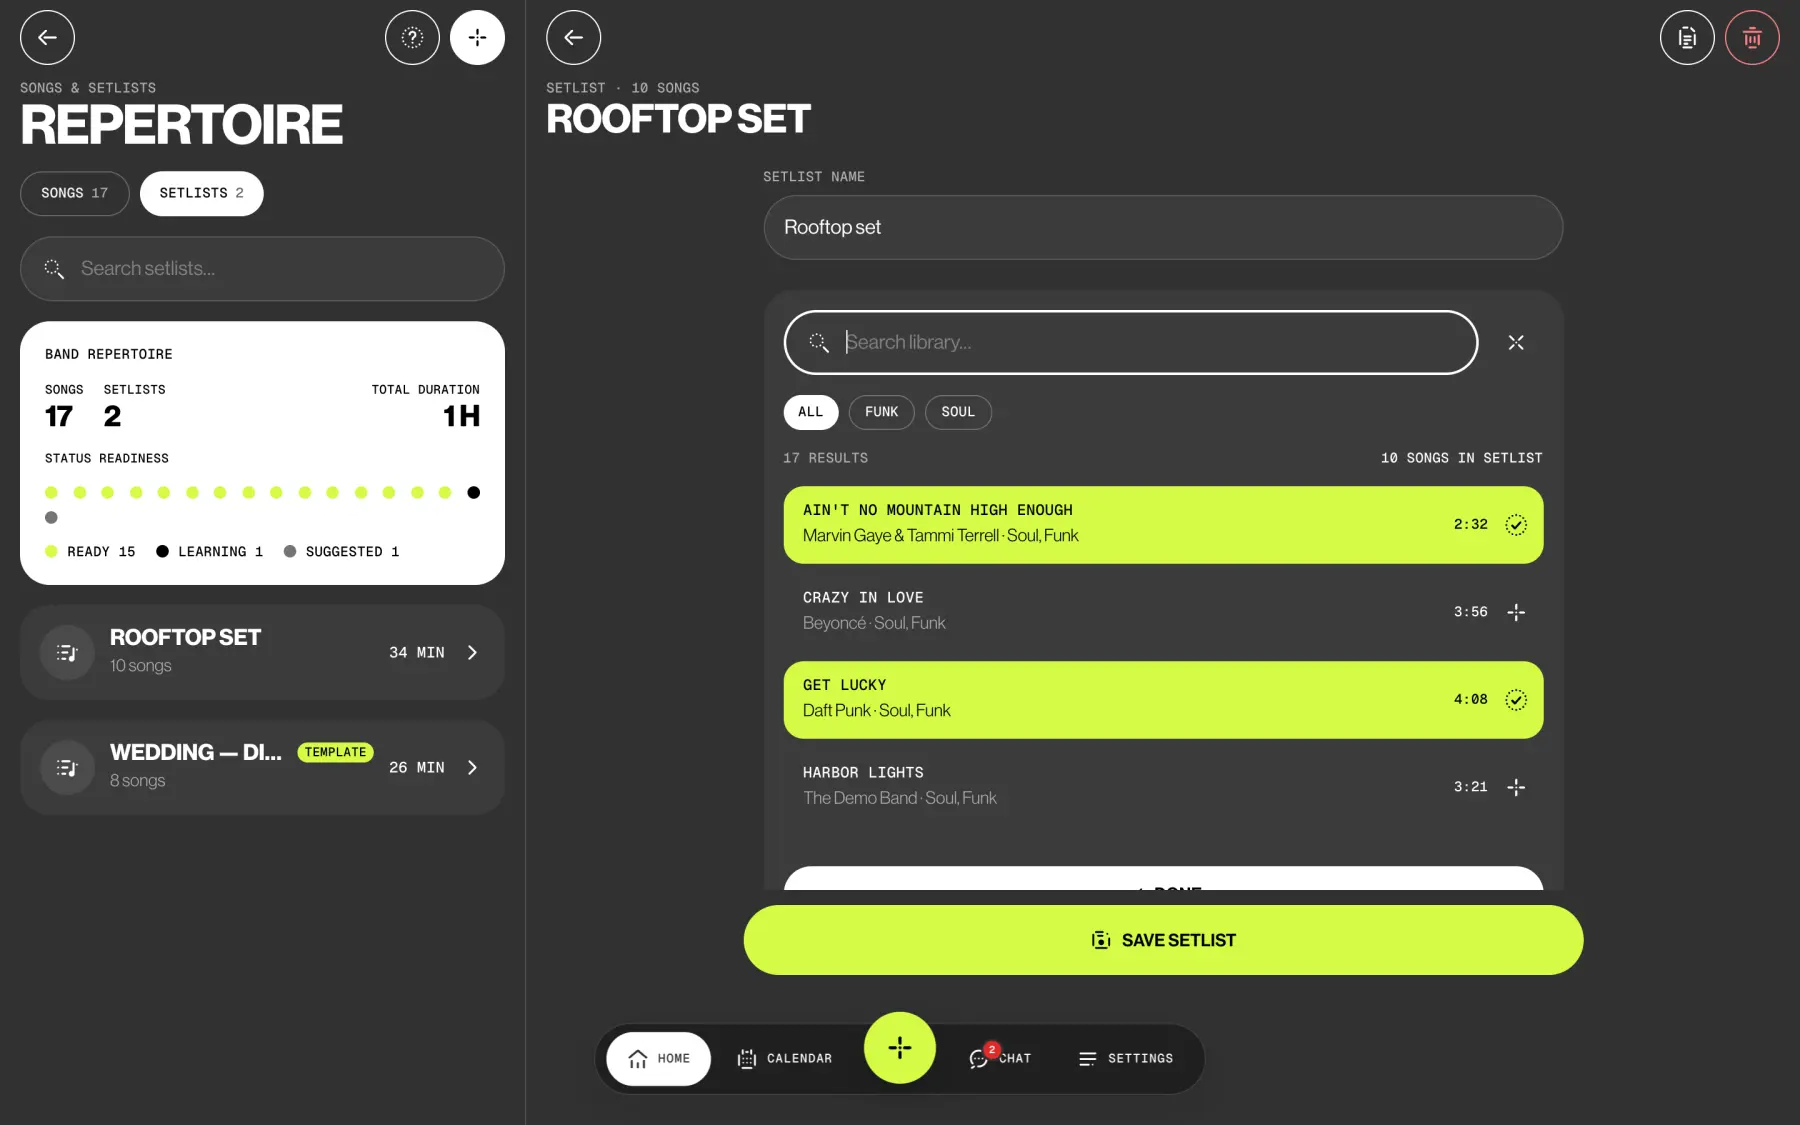 SONGS & SETLISTS
REPERTOIRE
SONGS 17
SETLISTS 2
Search setlists...
BAND REPERTOIRE
SONGS SETLISTS TOTAL DURATION
17 2 1H
STATUS READINESS
READY 15 LEARNING 1 SUGGESTED 1
ROOFTOP SET
10 songs
34 MIN
WEDDING — DI... TEMPLATE
8 songs
26 MIN
SETLIST · 10 SONGS
ROOFTOP SET
SETLIST NAME
Rooftop set
Search library...
ALL FUNK SOUL
17 RESULTS 10 SONGS IN SETLIST
AIN'T NO MOUNTAIN HIGH ENOUGH
Marvin Gaye & Tammi Terrell · Soul, Funk
2:32
CRAZY IN LOVE
Beyoncé · Soul, Funk
3:56
GET LUCKY
Daft Punk · Soul, Funk
4:08
HARBOR LIGHTS
The Demo Band · Soul, Funk
3:21
DONE
SAVE SETLIST
HOME CALENDAR 2 CHAT SETTINGS